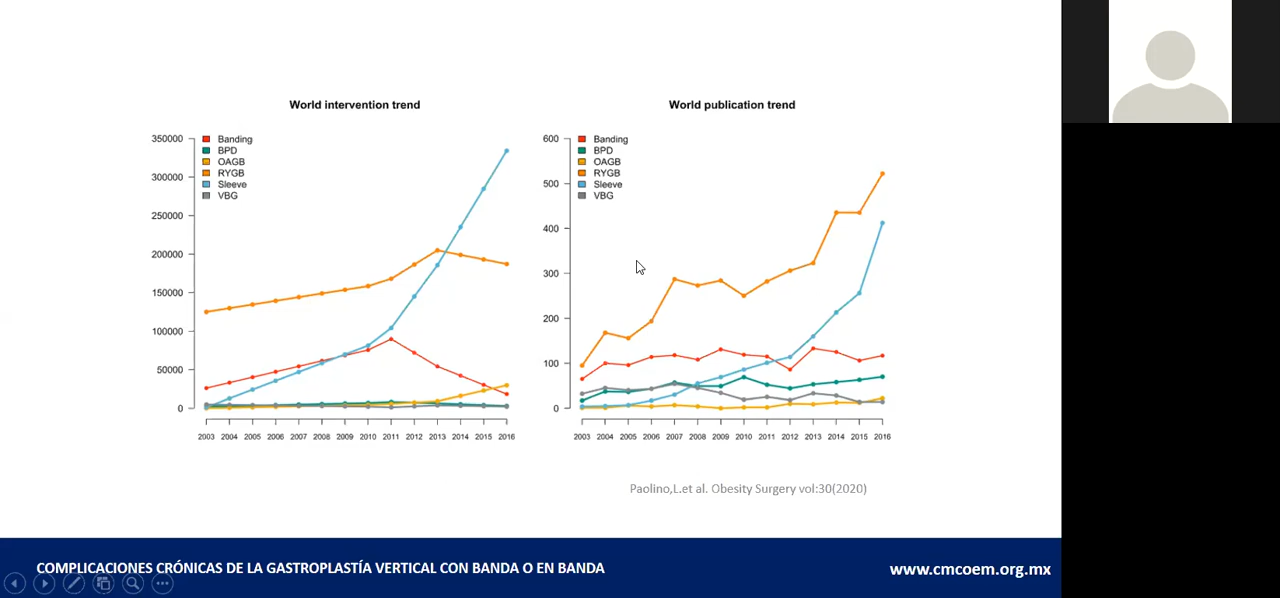 World intervention trend
350000
300000
250000
200000
150000
100000
50000
0
Banding
BPD
OAGB
RYGB
Sleeve
VBG
2003 2004 2005 2006 2007 2008 2009 2010 2011 2012 2013 2014 2015 2016
World publication trend
600
500
400
300
200
100
0
Banding
BPD
OAGB
RYGB
Sleeve
VBG
2003 2004 2005 2006 2007 2008 2009 2010 2011 2012 2013 2014 2015 2016
Paolino,L.et al. Obesity Surgery vol:30(2020)
COMPLICACIONES CRÓNICAS DE LA GASTROPLASTÍA VERTICAL CON BANDA O EN BANDA
www.cmcoem.org.mx